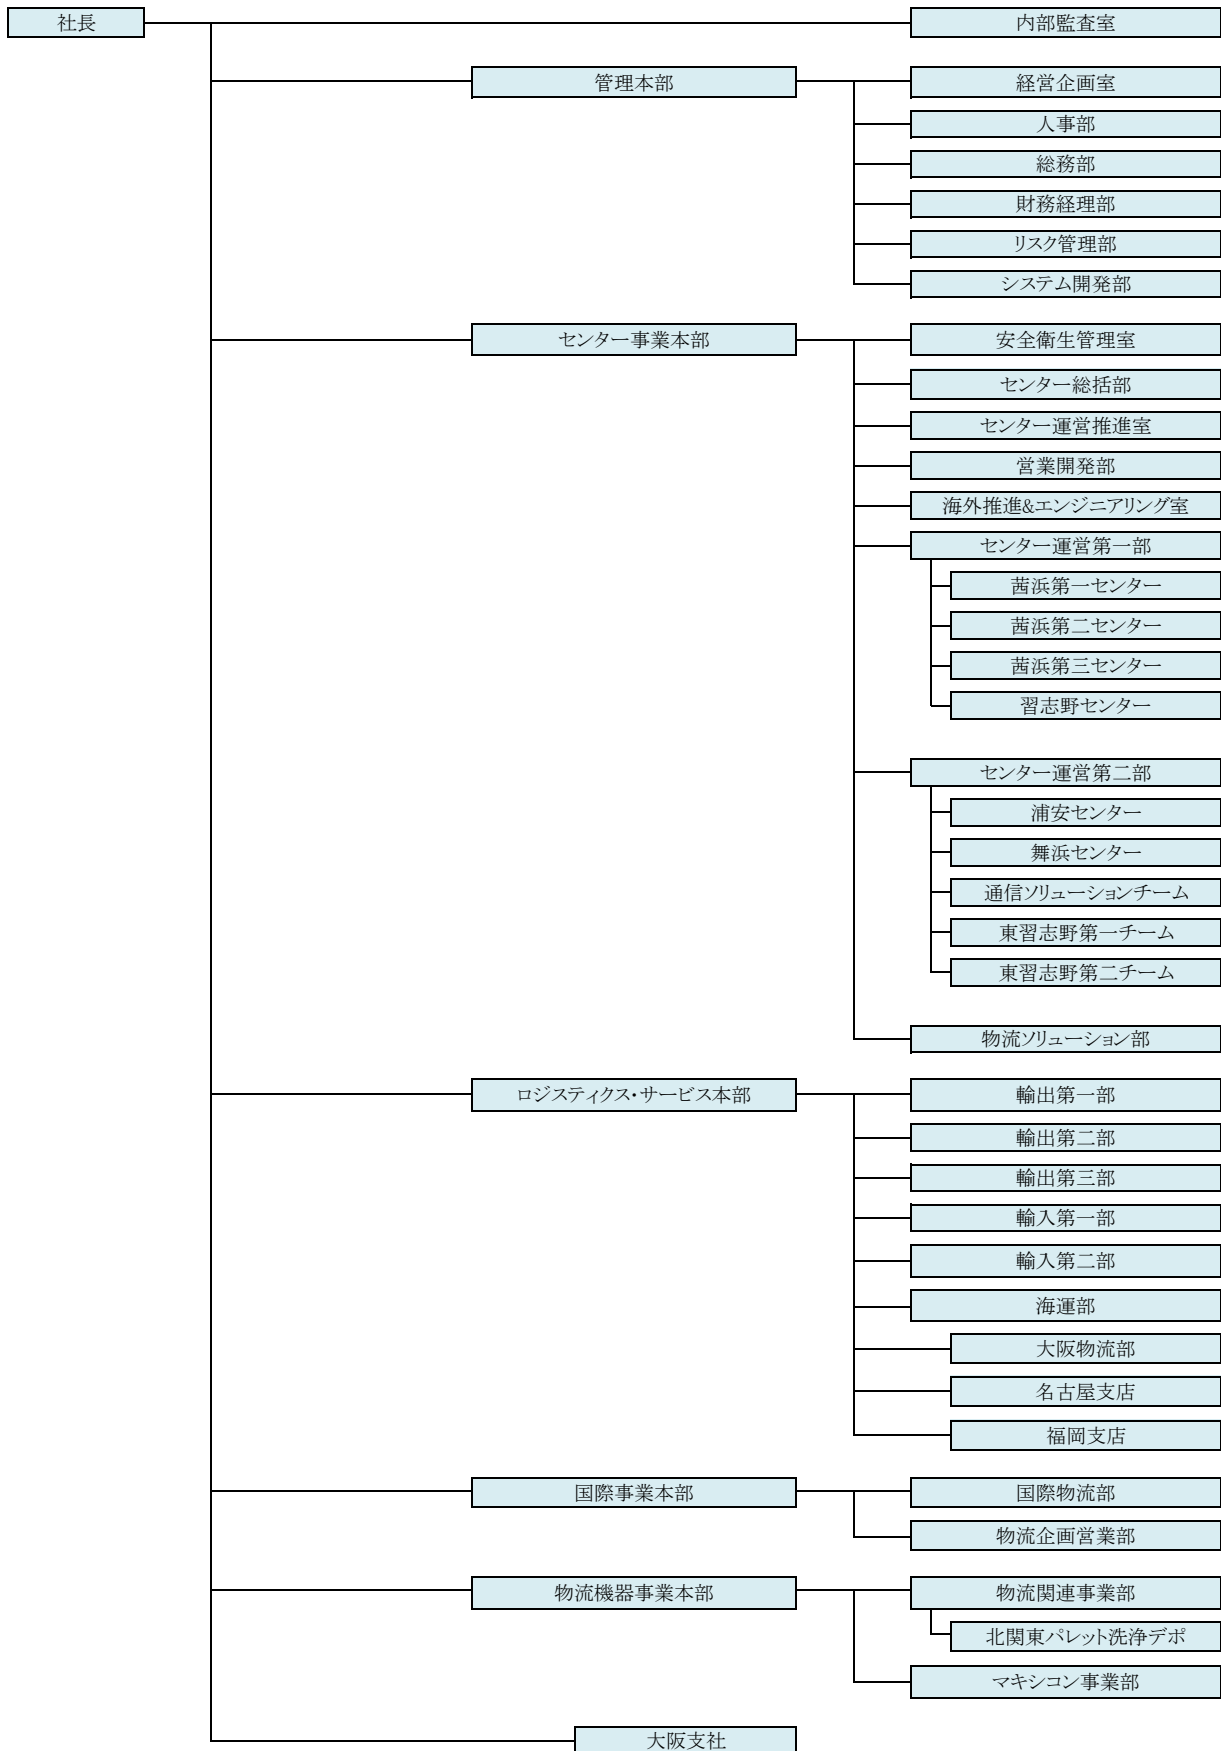 社長
内部監査室
管理本部
経営企画室
人事部
総務部
財務経理部
リスク管理部
システム開発部
センター事業本部
安全衛生管理室
センター総括部
センター運営推進室
営業開発部
海外推進&エンジニアリング室
センター運営第一部
茜浜第一センター
茜浜第二センター
茜浜第三センター
習志野センター
センター運営第二部
浦安センター
舞浜センター
通信ソリューションチーム
東習志野第一チーム
東習志野第二チーム
物流ソリューション部
ロジスティクス・サービス本部
輸出第一部
輸出第二部
輸出第三部
輸入第一部
輸入第二部
海運部
大阪物流部
名古屋支店
福岡支店
国際事業本部
国際物流部
物流企画営業部
物流機器事業本部
物流関連事業部
北関東パレット洗浄デポ
マキシコン事業部
大阪支社